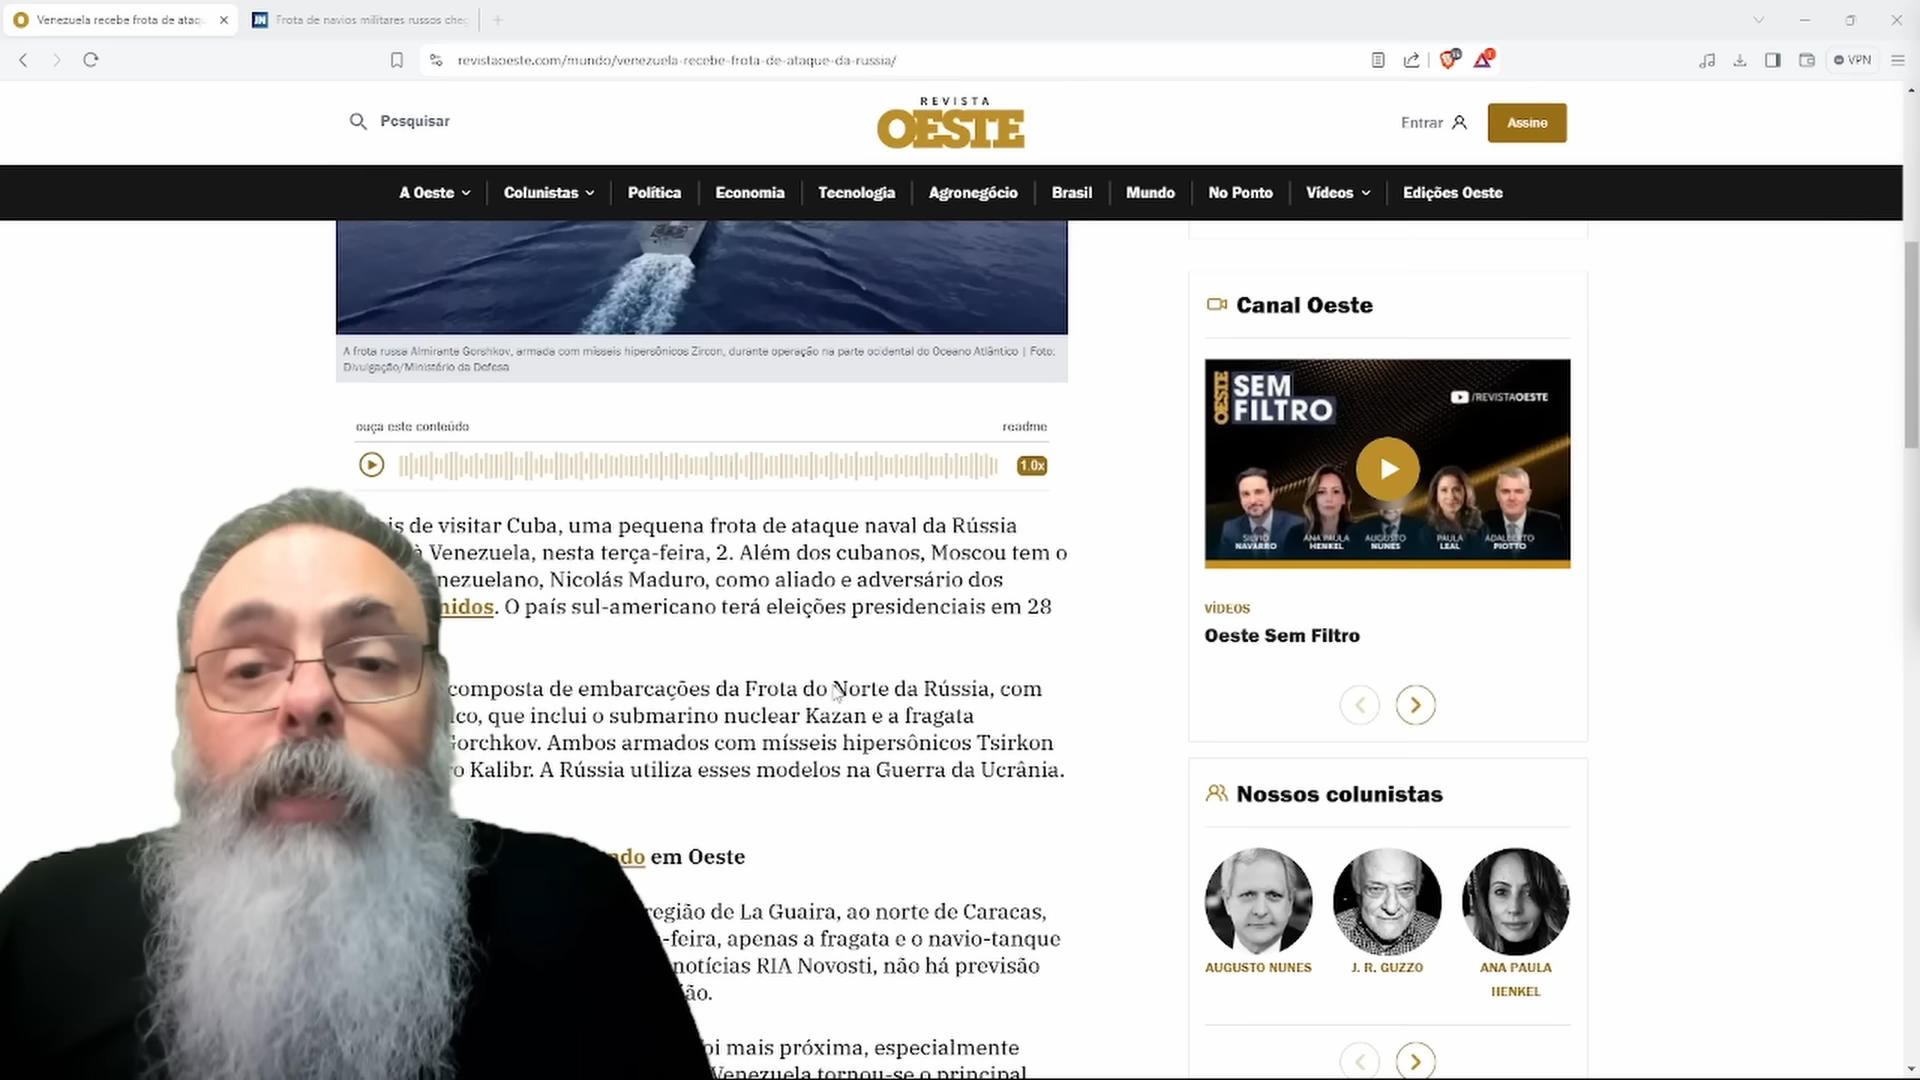 Venezuela recebe frota de ataq
Frota de navios militares russos che
revistaoeste.com/mundo/venezuela-recebe-frota-de-ataque-da-russia/
VPN
Pesquisar
REVISTA
OESTE
Entrar
Assine
A Oeste
Colunistas
Política
Economia
Tecnologia
Agronegócio
Brasil
Mundo
No Ponto
Vídeos
Edições Oeste
A frota russa Almirante Gorshkov, armada com mísseis hipersônicos Zircon, durante operação na parte ocidental do Oceano Atlântico | Foto:
Divulgação/Ministério da Defesa
ouça este conteúdo
readme
1.0x
is de visitar Cuba, uma pequena frota de ataque naval da Rússia
à Venezuela, nesta terça-feira, 2. Além dos cubanos, Moscou tem o
nezuelano, Nicolás Maduro, como aliado e adversário dos
nidos. O país sul-americano terá eleições presidenciais em 28
composta de embarcações da Frota do Norte da Rússia, com
co, que inclui o submarino nuclear Kazan e a fragata
Gorchkov. Ambos armados com mísseis hipersônicos Tsirkon
o Kalibr. A Rússia utiliza esses modelos na Guerra da Ucrânia.
ndo em Oeste
região de La Guaira, ao norte de Caracas,
-feira, apenas a fragata e o navio-tanque
notícias RIA Novosti, não há previsão
ão.
oi mais próxima, especialmente
Venezuela tornou-se o principal
Canal Oeste
OESTE
SEM
FILTRO
/REVISTAOESTE
SILVIO
NAVARRO
ANA PAULA
HENKEL
AUGUSTO
NUNES
PAULA
LEAL
ADALBERTO
PIOTTO
VÍDEOS
Oeste Sem Filtro
Nossos colunistas
AUGUSTO NUNES
J. R. GUZZO
ANA PAULA
HENKEL